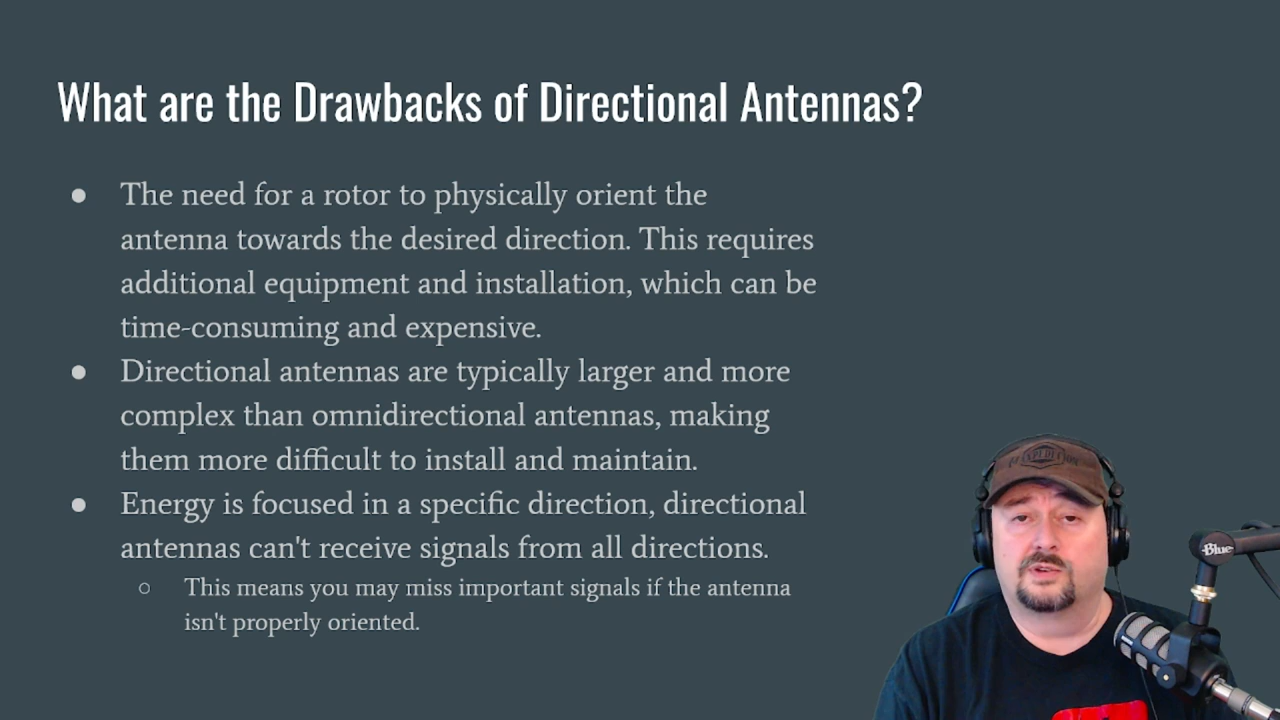 What are the Drawbacks of Directional Antennas?
● The need for a rotor to physically orient the
antenna towards the desired direction. This requires
additional equipment and installation, which can be
time-consuming and expensive.
● Directional antennas are typically larger and more
complex than omnidirectional antennas, making
them more difficult to install and maintain.
● Energy is focused in a specific direction, directional
antennas can't receive signals from all directions.
○ This means you may miss important signals if the antenna
isn't properly oriented.
Blue